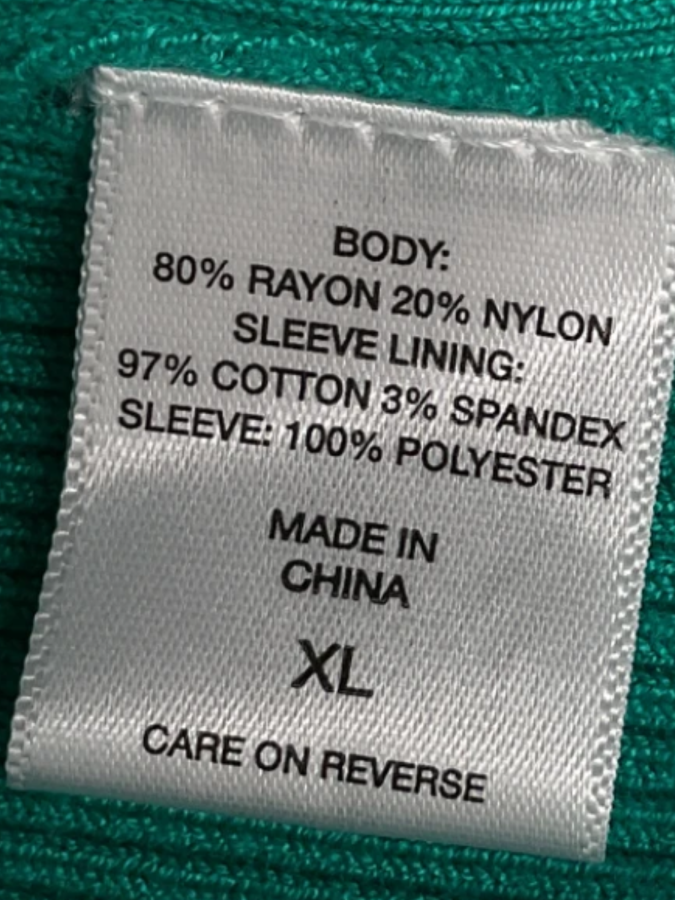 BODY:
80% RAYON 20% NYLON
SLEEVE LINING:
97% COTTON 3% SPANDEX
SLEEVE: 100% POLYESTER
MADE IN
CHINA
XL
CARE ON REVERSE